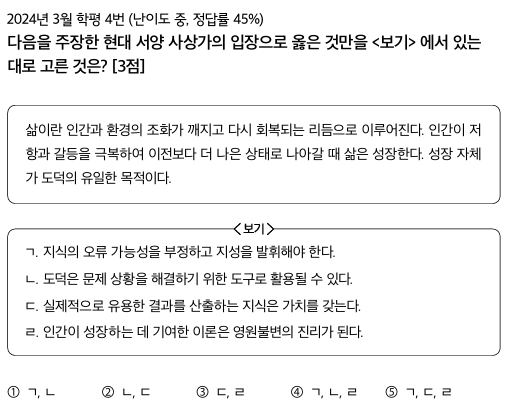 2024년 3월 학평 4번 (난이도 중, 정답률 45%)
다음을 주장한 현대 서양 사상가의 입장으로 옳은 것만을 <보기> 에서 있는
대로 고른 것은? [3점]
삶이란 인간과 환경의 조화가 깨지고 다시 회복되는 리듬으로 이루어진다. 인간이 저
항과 갈등을 극복하여 이전보다 더 나은 상태로 나아갈 때 삶은 성장한다. 성장 자체
가 도덕의 유일한 목적이다.
<보기>
ㄱ. 지식의 오류 가능성을 부정하고 지성을 발휘해야 한다.
ㄴ. 도덕은 문제 상황을 해결하기 위한 도구로 활용될 수 있다.
ㄷ. 실제적으로 유용한 결과를 산출하는 지식은 가치를 갖는다.
ㄹ. 인간이 성장하는 데 기여한 이론은 영원불변의 진리가 된다.
① ㄱ, ㄴ ② ㄴ, ㄷ ③ ㄷ, ㄹ ④ ㄱ, ㄴ, ㄹ ⑤ ㄱ, ㄷ, ㄹ